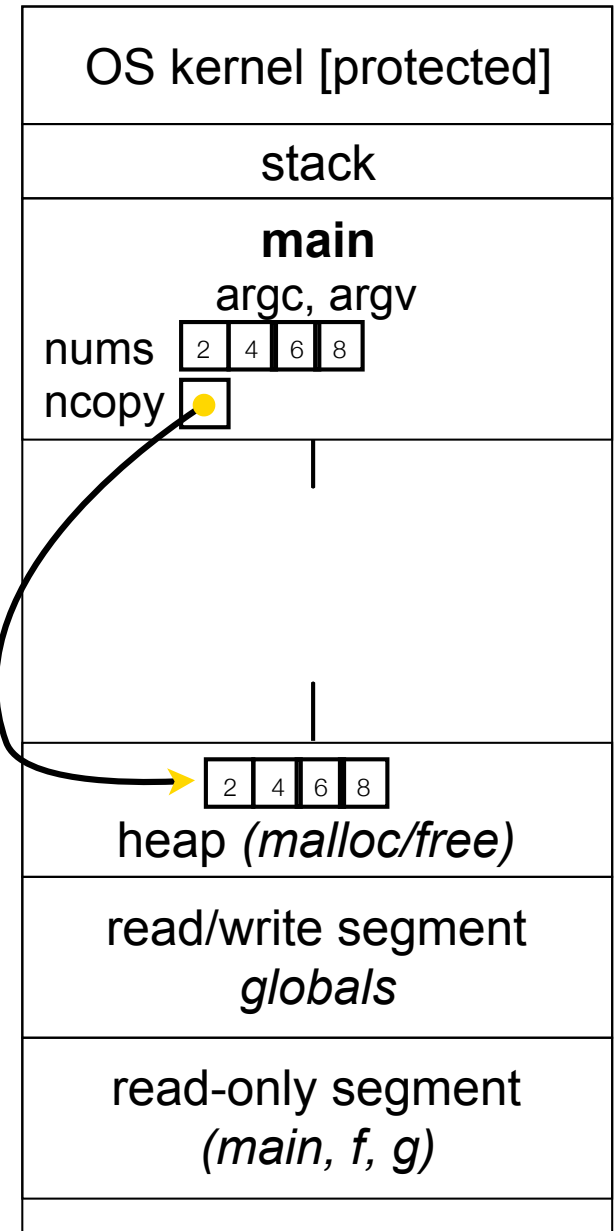 OS kernel [protected]
stack
main
argc, argv
nums 2 4 6 8
ncopy
2 4 6 8
heap (malloc/free)
read/write segment
globals
read-only segment
(main, f, g)